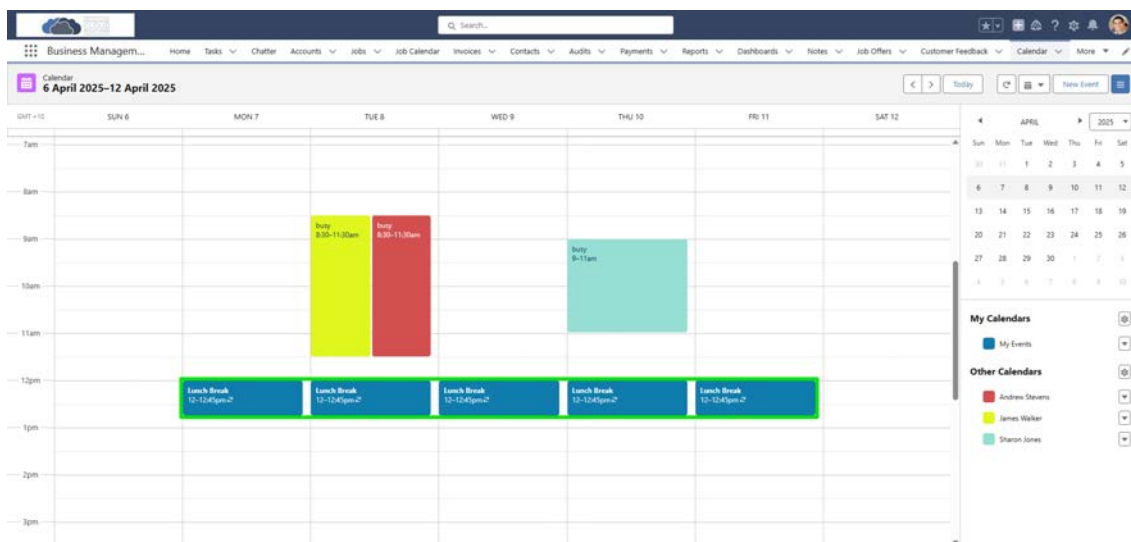 Search...
Business Managem...
Home Tasks Chatter Accounts Jobs Job Calendar Invoices Contacts Audits Payments Reports Dashboards Notes Job Offers Customer Feedback Calendar More
Calendar
6 April 2025–12 April 2025
Today
New Event
GMT +10 SUN 6 MON 7 TUE 8 WED 9 THU 10 FRI 11 SAT 12
7am
8am
9am
10am
11am
12pm
1pm
2pm
3pm
busy
8:30–11:30am
busy
8:30–11:30am
busy
9–11am
Lunch Break
12–12:45pm
Lunch Break
12–12:45pm
Lunch Break
12–12:45pm
Lunch Break
12–12:45pm
Lunch Break
12–12:45pm
APRIL 2025
Sun Mon Tue Wed Thu Fri Sat
30 31 1 2 3 4 5
6 7 8 9 10 11 12
13 14 15 16 17 18 19
20 21 22 23 24 25 26
27 28 29 30 1 2 3
4 5 6 7 8 9 10
My Calendars
My Events
Other Calendars
Andrew Stevens
James Walker
Sharon Jones